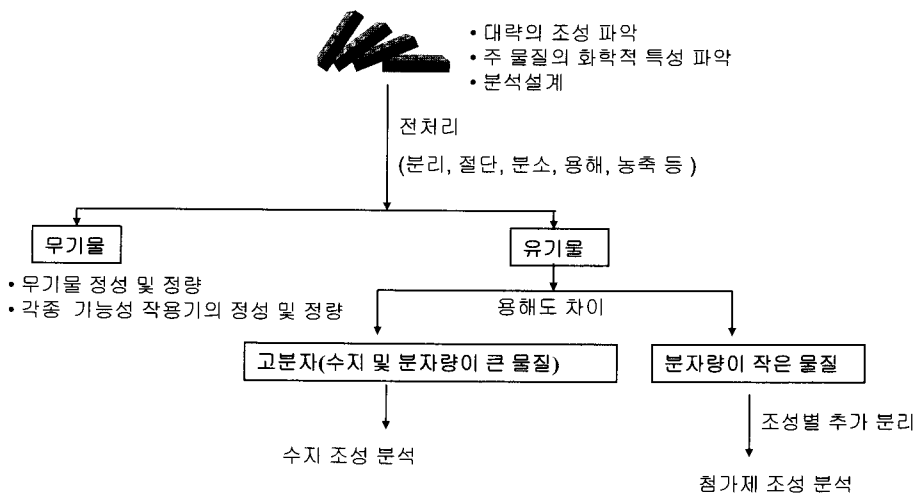 • 대략의 조성 파악
• 주 물질의 화학적 특성 파악
• 분석설계
전처리
(분리, 절단, 분소, 용해, 농축 등 )
무기물
유기물
• 무기물 정성 및 정량
• 각종 기능성 작용기의 정성 및 정량
용해도 차이
고분자(수지 및 분자량이 큰 물질)
분자량이 작은 물질
수지 조성 분석
조성별 추가 분리
첨가제 조성 분석